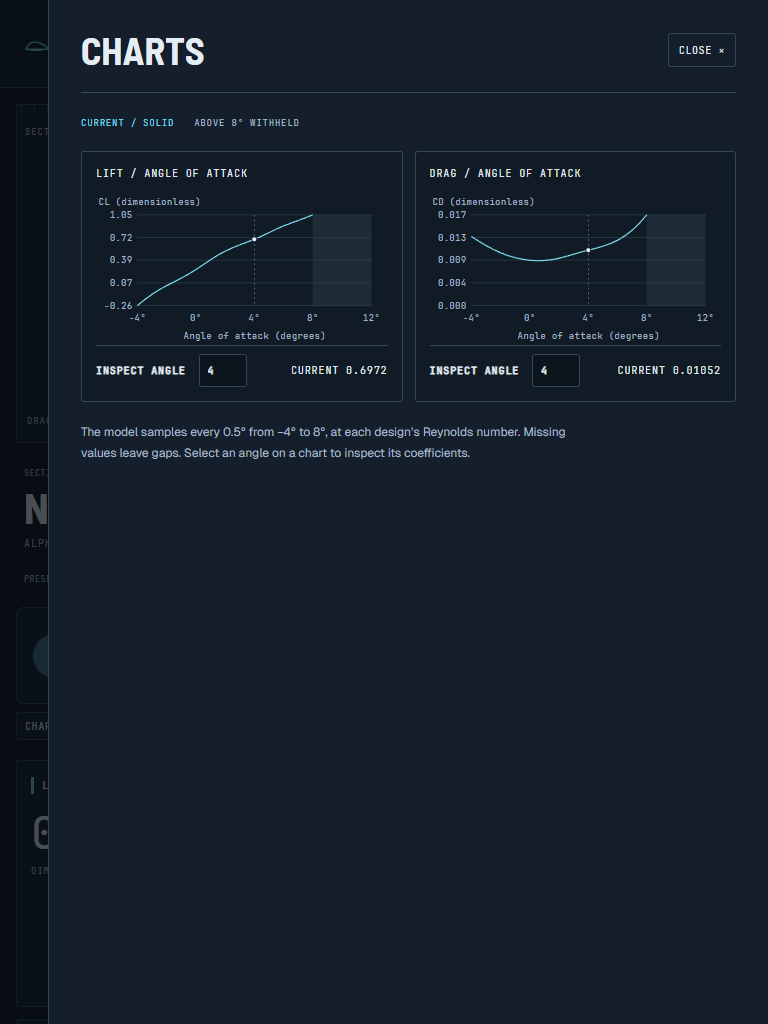 CHARTS
CLOSE ×
CURRENT / SOLID ABOVE 8° WITHHELD
LIFT / ANGLE OF ATTACK
CL (dimensionless)
1.05
0.72
0.39
0.07
-0.26
-4° 0° 4° 8° 12°
Angle of attack (degrees)
INSPECT ANGLE 4 CURRENT 0.6972
DRAG / ANGLE OF ATTACK
CD (dimensionless)
0.017
0.013
0.009
0.004
0.000
-4° 0° 4° 8° 12°
Angle of attack (degrees)
INSPECT ANGLE 4 CURRENT 0.01052
The model samples every 0.5° from −4° to 8°, at each design's Reynolds number. Missing
values leave gaps. Select an angle on a chart to inspect its coefficients.